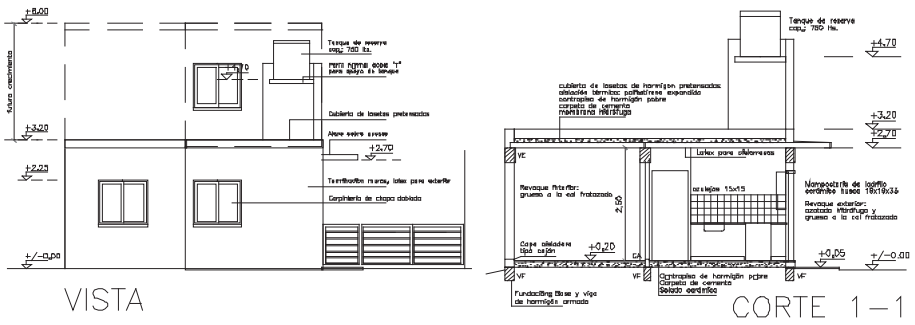 +6.00
futuro crecimiento
Tanque de reserva
cap.: 750 lts.
+4.70
Perfil normal doble "T"
para apoyo de tanque
Cubierta de losetas pretensadas
+3.20
Alero sobre acceso
+2.70
+2.25
Terminación muros, latex para exterior
Carpintería de chapa doblada
+/-0.00
VISTA
Tanque de reserva
cap.: 750 lts.
+4.70
cubierta de losetas de hormigón pretensadas
aislación térmica: poliestireno expandido
contrapiso de hormigón pobre
carpeta de cemento
membrana hidrófuga
+3.20
+2.70
VE
Latex para cielorrasos
Revoque interior:
grueso a la cal fratazado
2,50
azulejos 15x15
Mampostería de ladrillo
cerámico hueco 18x19x33
Revoque exterior:
azotado hidrófugo y
grueso a la cal fratazado
Capa aisladora
tipo cajón
+0,20
CA
+0,05
+/-0.00
VF
VF
VF
Fundación: Base y viga
de hormigón armado
Contrapiso de hormigón pobre
Carpeta de cemento
Solado cerámico
CORTE 1-1